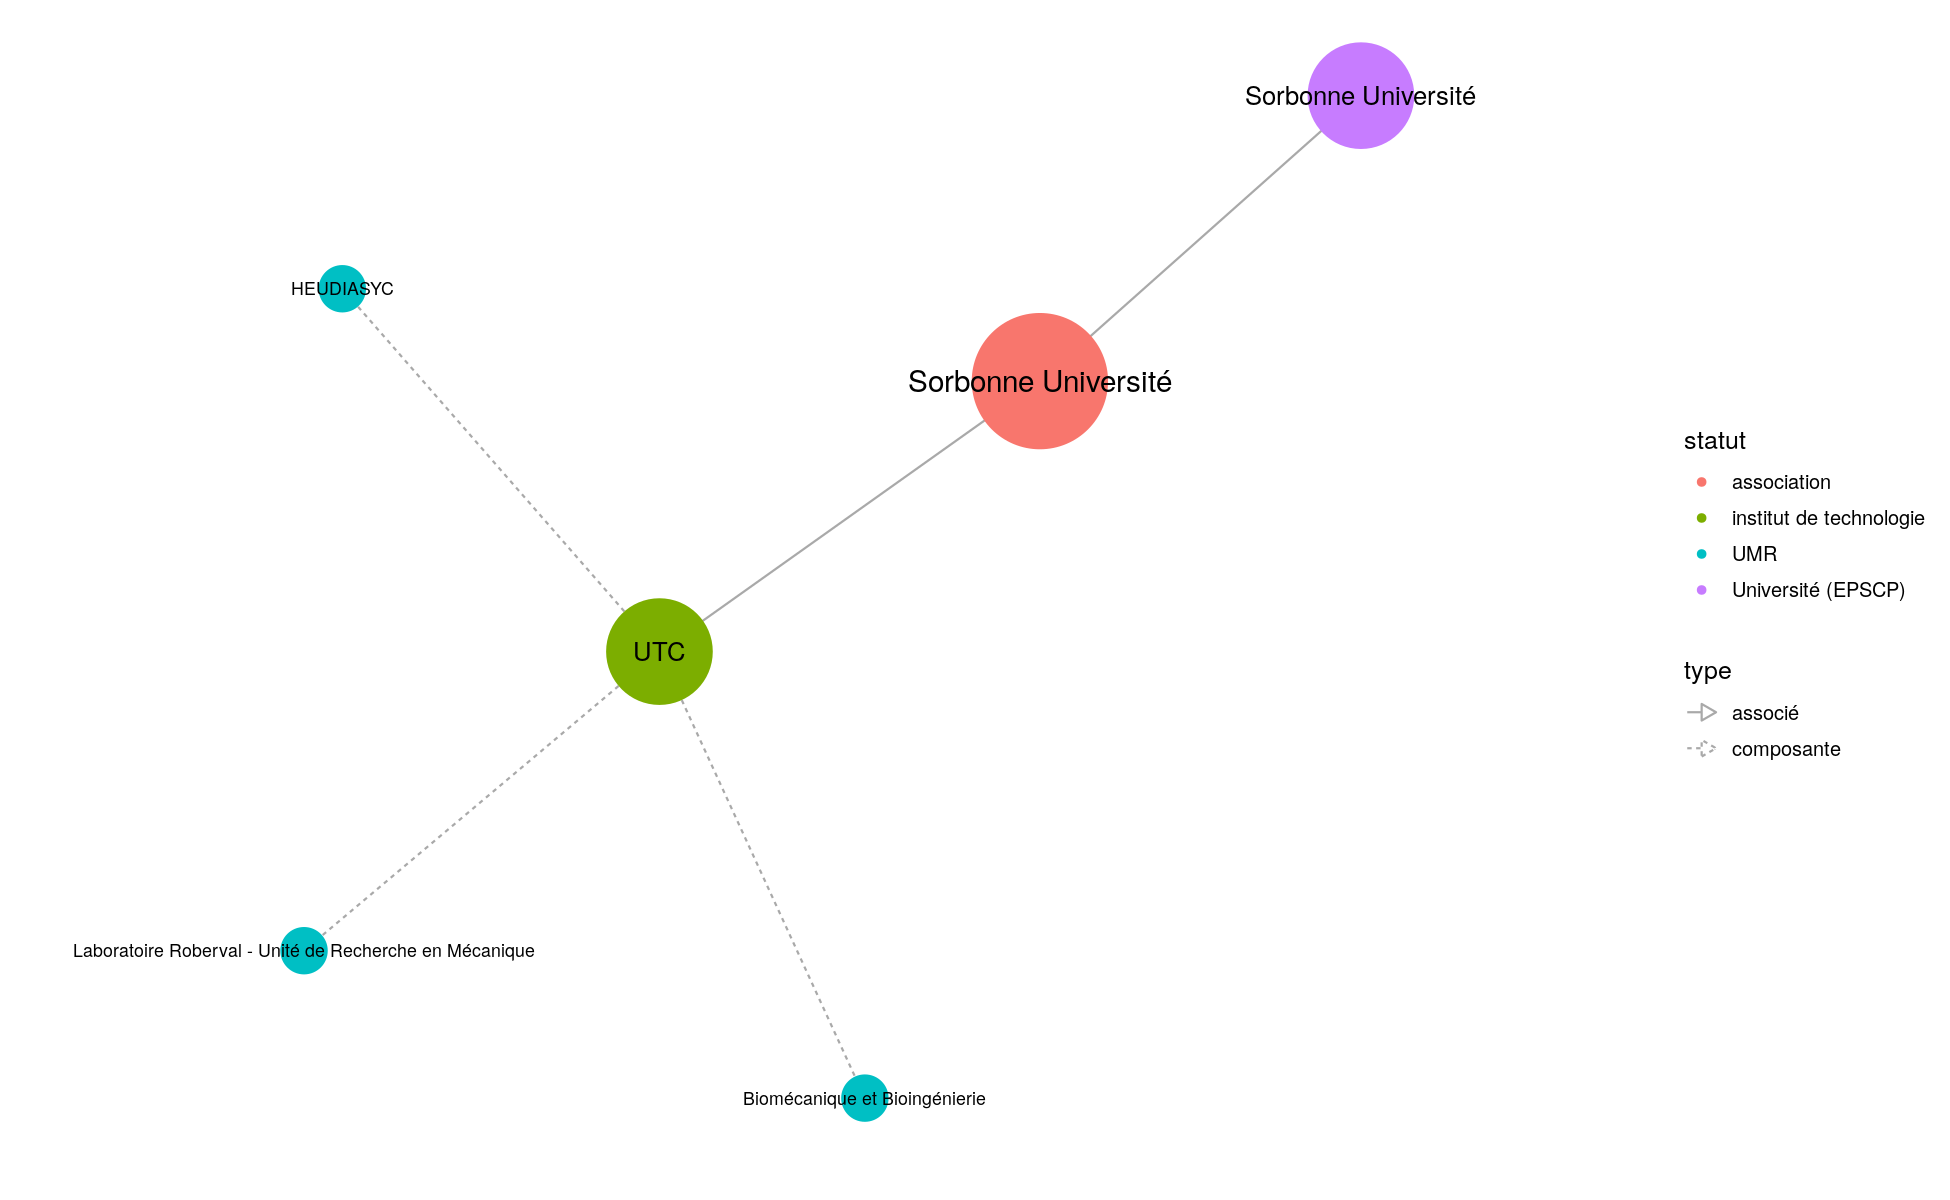 Sorbonne Université
HEUDIASYC
Sorbonne Université
UTC
Laboratoire Roberval - Unité de Recherche en Mécanique
Biomécanique et Bioingénierie
statut
association
institut de technologie
UMR
Université (EPSCP)
type
associé
composante